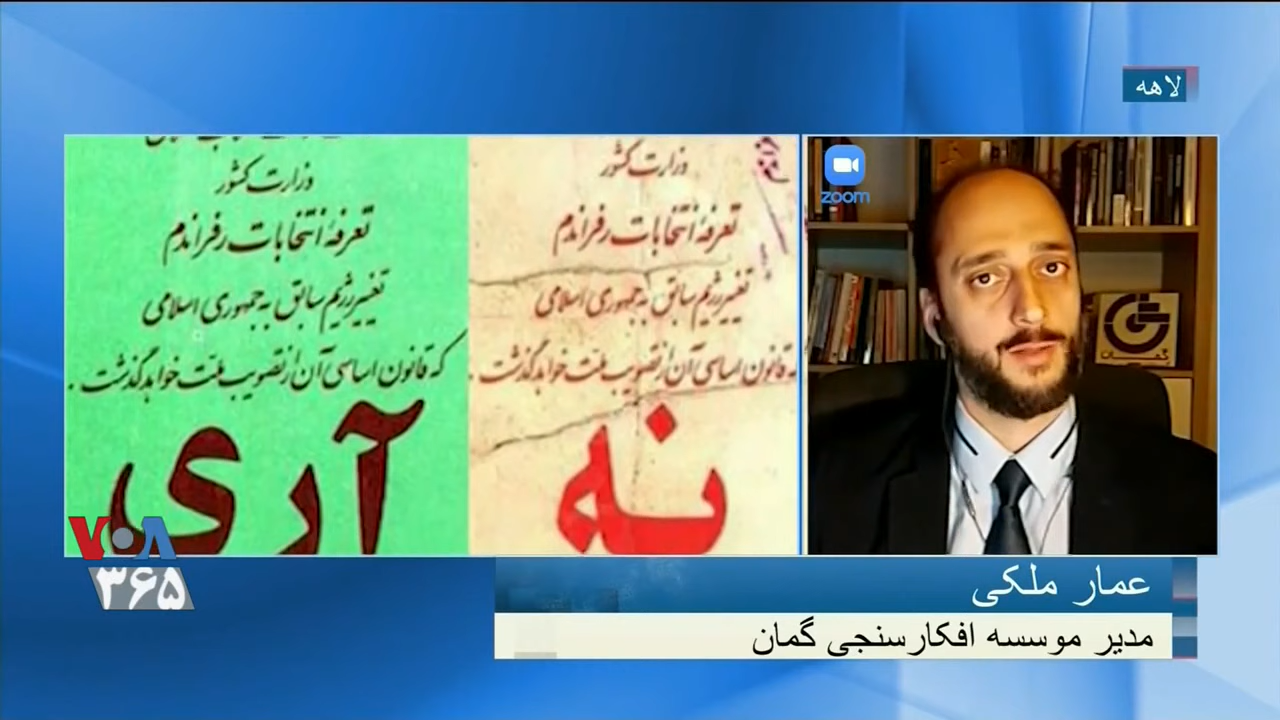 لاهه
وزارت کشور
تعرفهٔ انتخابات رفراندم
تغییر رژیم سابق به جمهوری اسلامی
که قانون اساسی آن از تصویب ملت خواهد گذشت.
آری
وزارت کشور
تعرفهٔ انتخابات رفراندم
تغییر رژیم سابق به جمهوری اسلامی
که قانون اساسی آن از تصویب ملت خواهد گذشت.
نه
zoom
گمان
VOA
۳۶۵
عمار ملکی
مدیر موسسه افکارسنجی گمان